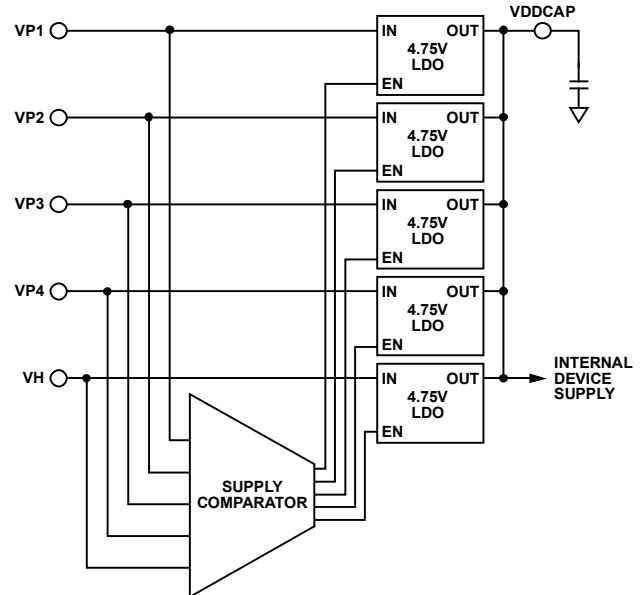 VDDCAP
VP1
IN OUT
4.75V
LDO
EN
VP2
IN OUT
4.75V
LDO
EN
VP3
IN OUT
4.75V
LDO
EN
VP4
IN OUT
4.75V
LDO
EN
VH
IN OUT
4.75V
LDO
EN
INTERNAL
DEVICE
SUPPLY
SUPPLY
COMPARATOR